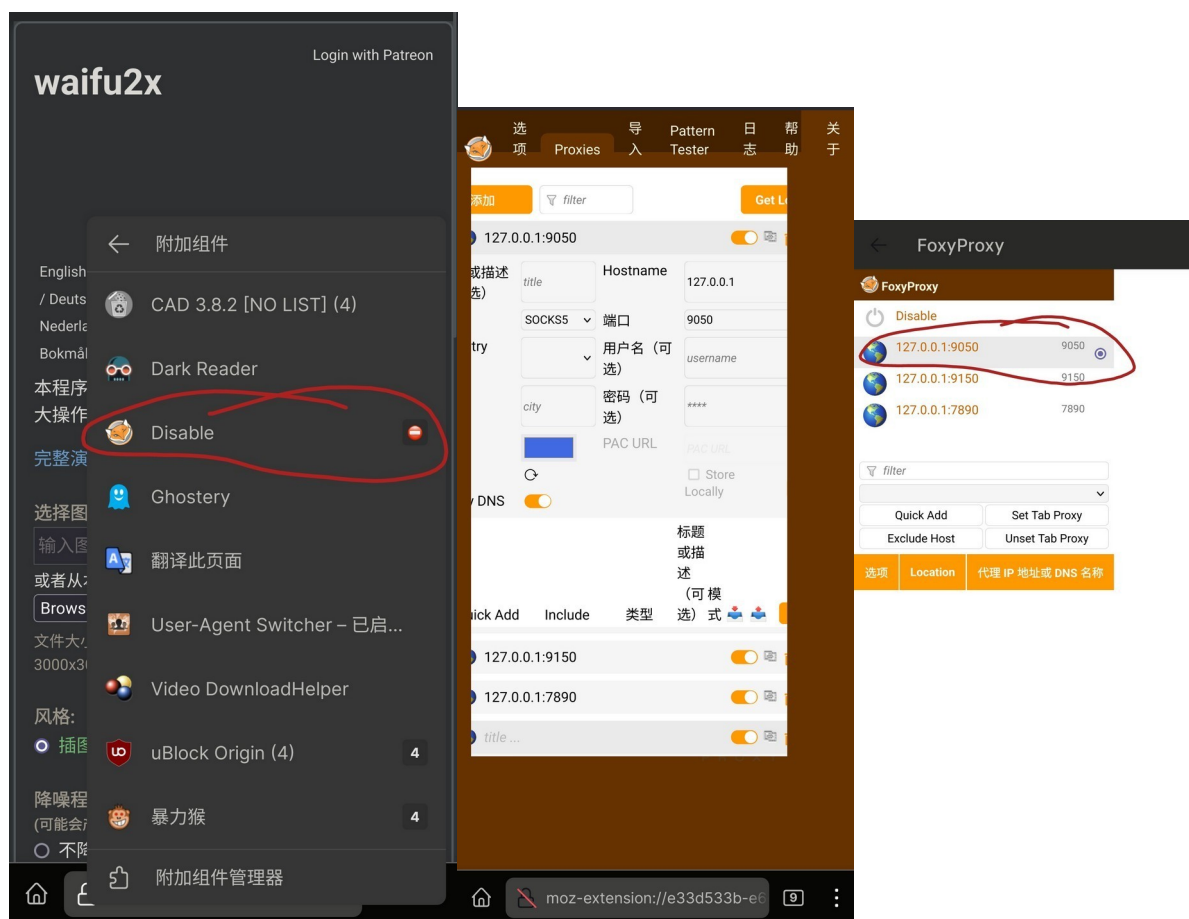 Login with Patreon
waifu2x
附加组件
English
/ Deuts
Nederla
Bokmål
CAD 3.8.2 [NO LIST] (4)
Dark Reader
本程序
大操作
Disable
完整演
Ghostery
选择图
输入图
翻译此页面
或者从
Brows
User-Agent Switcher – 已启...
文件大小
3000x30
Video DownloadHelper
风格:
插图
uBlock Origin (4)
4
降噪程
(可能会
暴力猴
4
不降
附加组件管理器
选项
Proxies
导入
Pattern Tester
日志
帮助
关于
添加
filter
Get L
127.0.0.1:9050
或描述
选)
title
Hostname
127.0.0.1
SOCKS5
端口
9050
try
用户名(可选)
username
city
密码(可选)
****
PAC URL
PAC URL
Store Locally
DNS
标题
或描
述
(可 模
uick Add
Include
类型
选) 式
127.0.0.1:9150
127.0.0.1:7890
title ...
moz-extension://e33d533b-e6
9
FoxyProxy
FoxyProxy
Disable
127.0.0.1:9050
9050
127.0.0.1:9150
9150
127.0.0.1:7890
7890
filter
Quick Add
Set Tab Proxy
Exclude Host
Unset Tab Proxy
选项
Location
代理 IP 地址或 DNS 名称